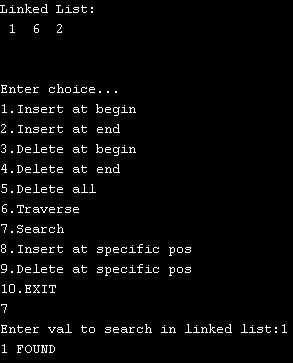 Linked List:
1 6 2
Enter choice...
1.Insert at begin
2.Insert at end
3.Delete at begin
4.Delete at end
5.Delete all
6.Traverse
7.Search
8.Insert at specific pos
9.Delete at specific pos
10.EXIT
7
Enter val to search in linked list:1
1 FOUND